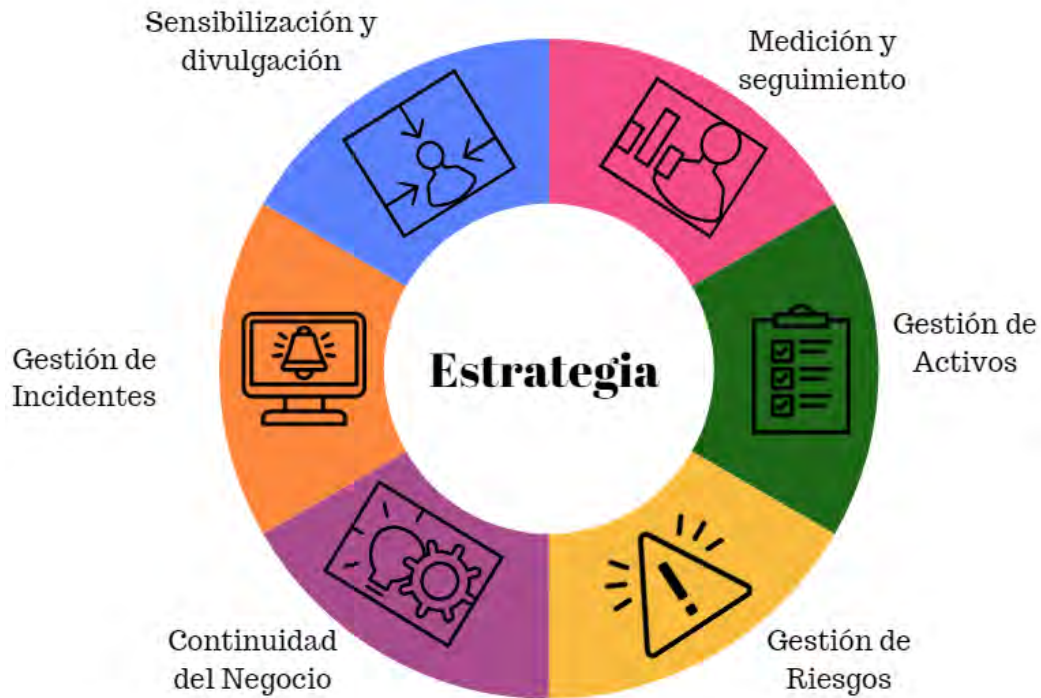 Sensibilización y
divulgación
Medición y
seguimiento
Gestión de
Activos
Gestión de
Incidentes
Estrategia
Continuidad
del Negocio
Gestión de
Riesgos